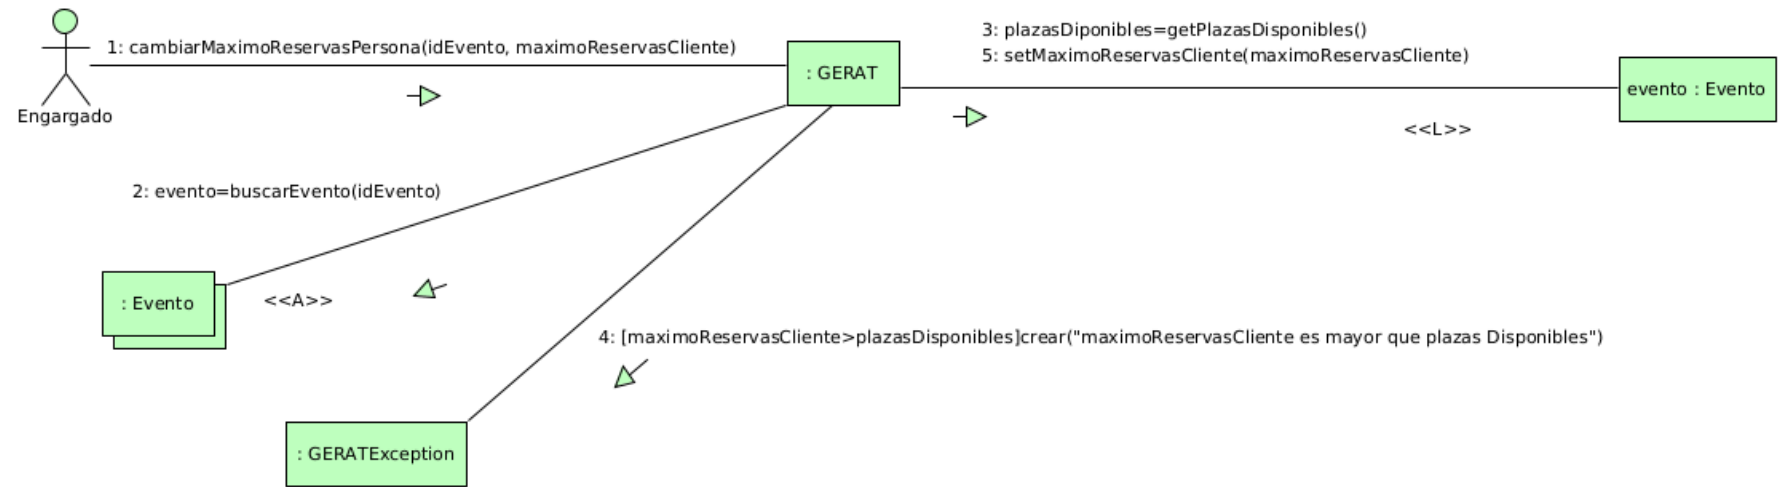 3: plazasDiponibles=getPlazasDisponibles()
1: cambiarMaximoReservasPersona(idEvento, maximoReservasCliente)
5: setMaximoReservasCliente(maximoReservasCliente)
: GERAT
evento : Evento
Engargado
<<L>>
2: evento=buscarEvento(idEvento)
: Evento
<<A>>
4: [maximoReservasCliente>plazasDisponibles]crear("maximoReservasCliente es mayor que plazas Disponibles")
: GERATException